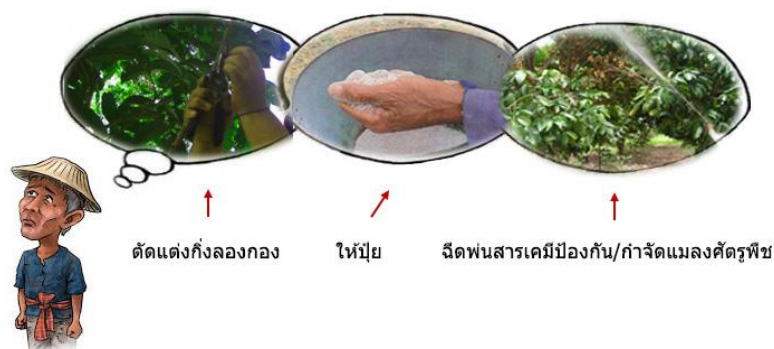 ตัดแต่งกิ่งลองกอง
ให้ปุ๋ย
ฉีดพ่นสารเคมีป้องกัน/กำจัดแมลงศัตรูพืช